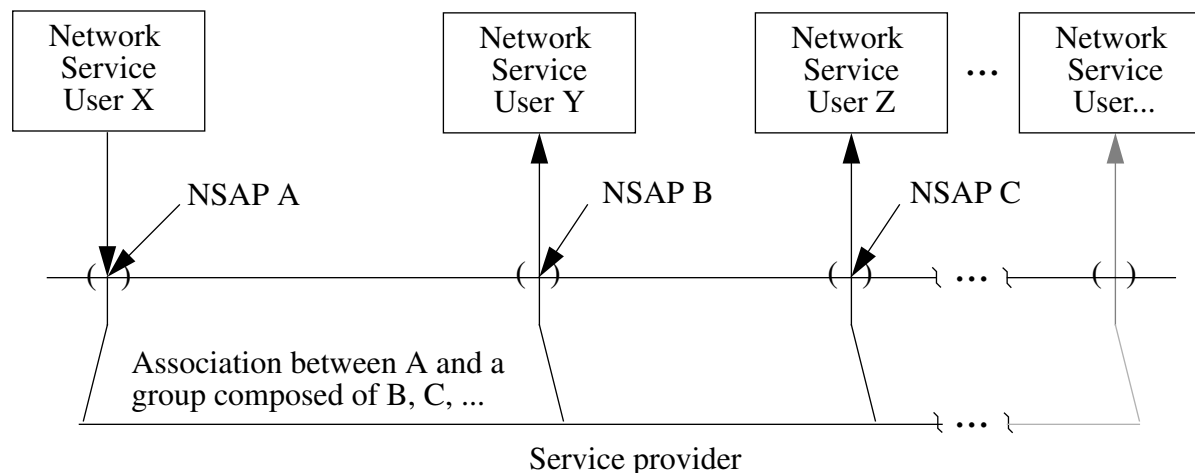 Network
Service
User X
Network
Service
User Y
Network
Service
User Z
...
Network
Service
User...
NSAP A
NSAP B
NSAP C
( )
( )
( )
...
( )
Association between A and a
group composed of B, C, ...
...
Service provider